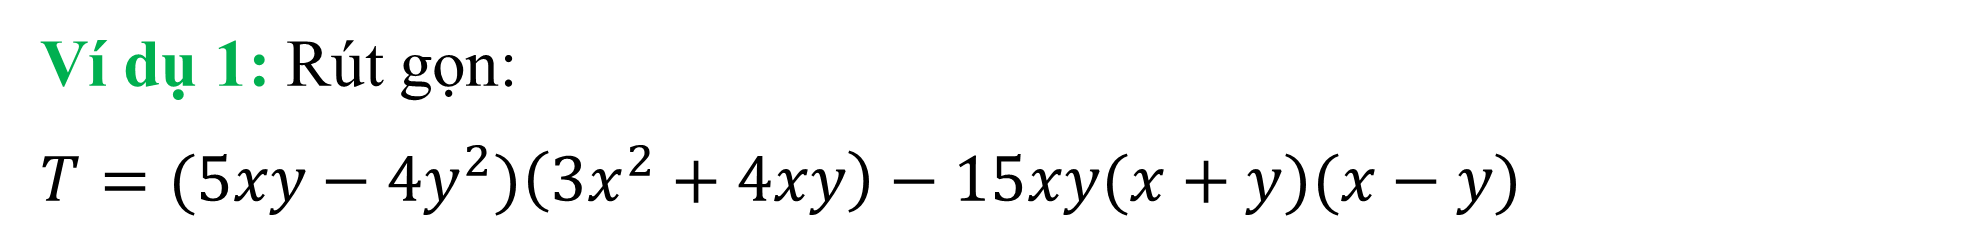 Ví dụ 1: Rút gọn:
T = (5xy − 4y²)(3x² + 4xy) − 15xy(x + y)(x − y)